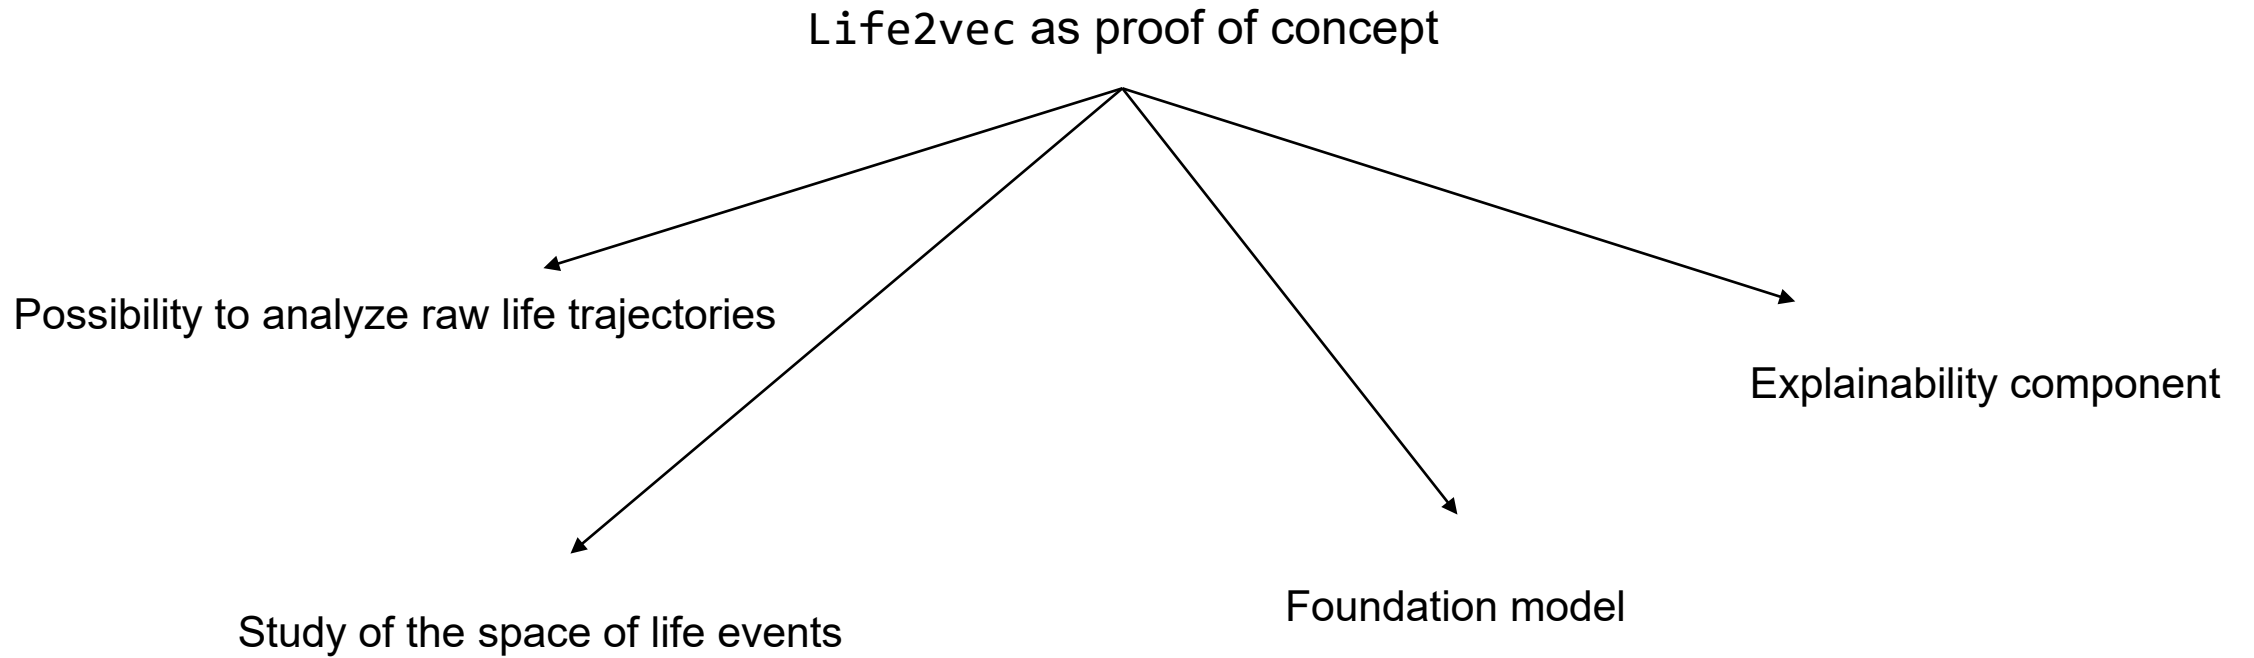 Life2vec as proof of concept
Possibility to analyze raw life trajectories
Explainability component
Foundation model
Study of the space of life events